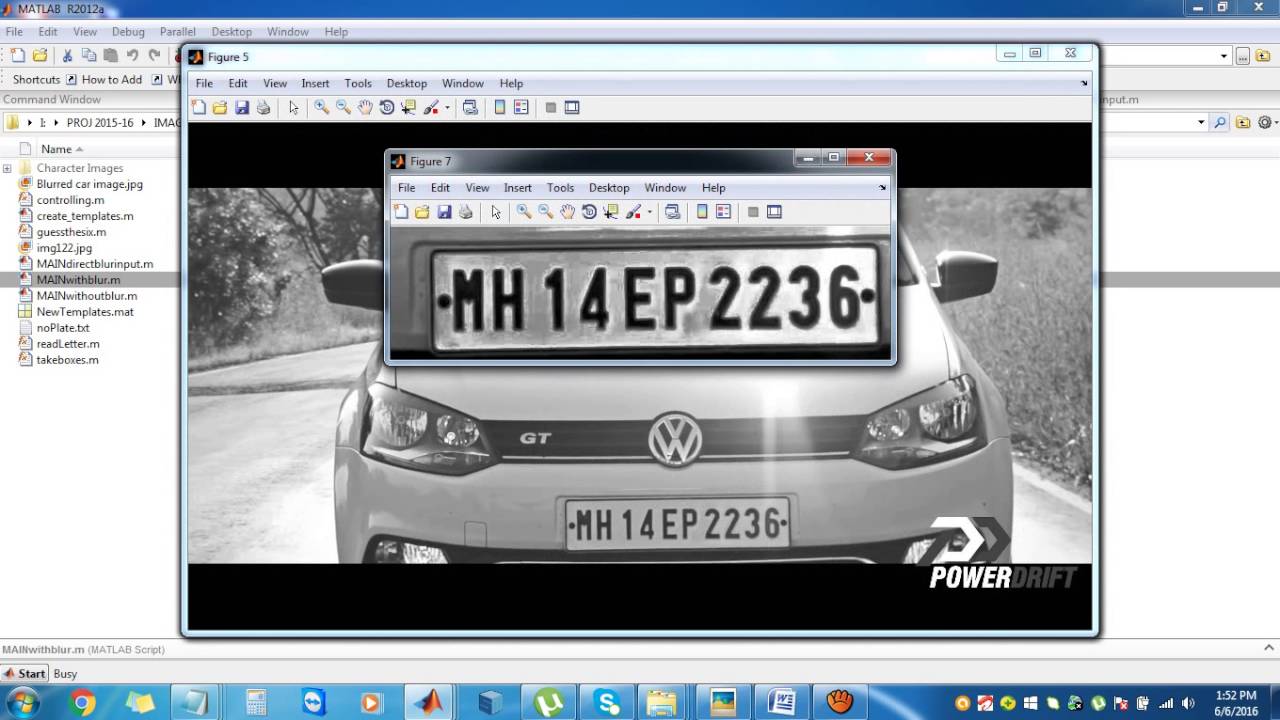 MATLAB R2012a
File Edit View Debug Parallel Desktop Window Help
Shortcuts How to Add
Command Window
I: PROJ 2015-16 IMAG
Name
Character Images
Blurred car image.jpg
controlling.m
create_templates.m
guessthesix.m
img122.jpg
MAINdirectblurinput.m
MAINwithblur.m
MAINwithoutblur.m
NewTemplates.mat
noPlate.txt
readLetter.m
takeboxes.m
MAINwithblur.m (MATLAB Script)
Start Busy
Figure 5
File Edit View Insert Tools Desktop Window Help
nput.m
Figure 7
File Edit View Insert Tools Desktop Window Help
MH 14 EP 2236
GT
MH 14 EP 2236
POWERDRIFT
1:52 PM
6/6/2016